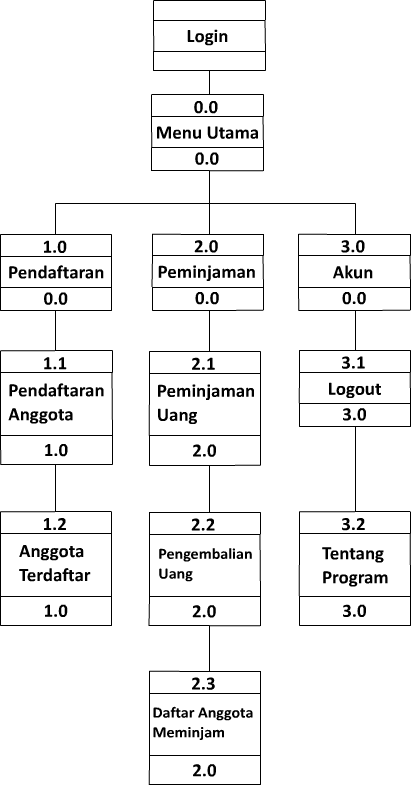 Login
0.0
Menu Utama
0.0
1.0
Pendaftaran
0.0
2.0
Peminjaman
0.0
3.0
Akun
0.0
1.1
Pendaftaran
Anggota
1.0
2.1
Peminjaman
Uang
2.0
3.1
Logout
3.0
1.2
Anggota
Terdaftar
1.0
2.2
Pengembalian
Uang
2.0
3.2
Tentang
Program
3.0
2.3
Daftar Anggota
Meminjam
2.0